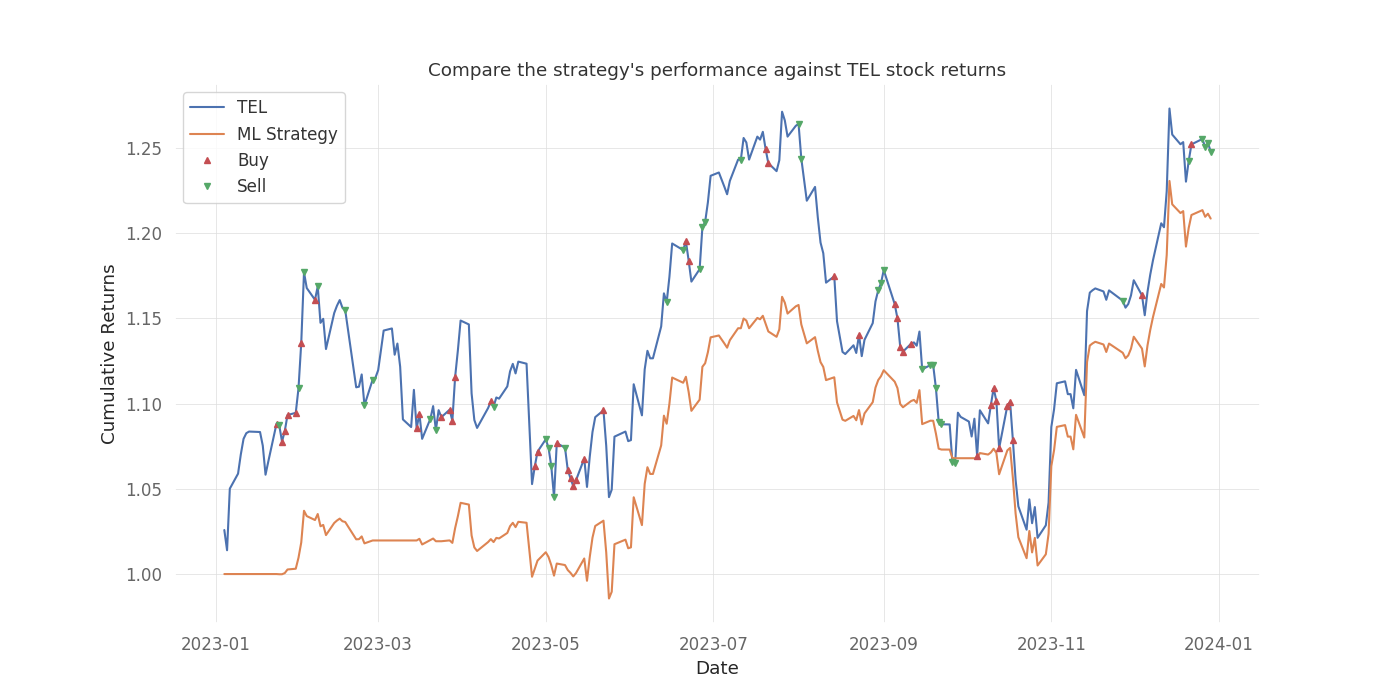 Compare the strategy's performance against TEL stock returns
TEL
ML Strategy
Buy
Sell
Cumulative Returns
1.25
1.20
1.15
1.10
1.05
1.00
2023-01
2023-03
2023-05
2023-07
2023-09
2023-11
2024-01
Date